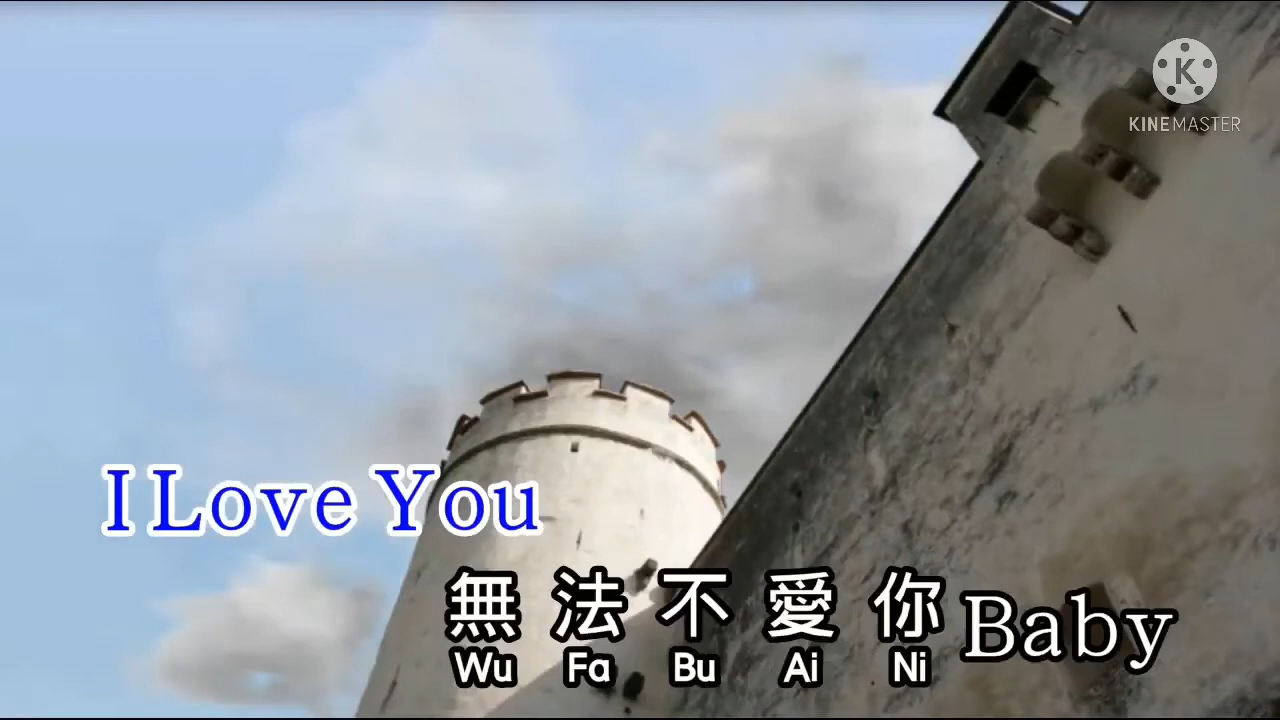 K
KINEMASTER
I Love You
無法不愛你 Baby
Wu Fa Bu Ai Ni